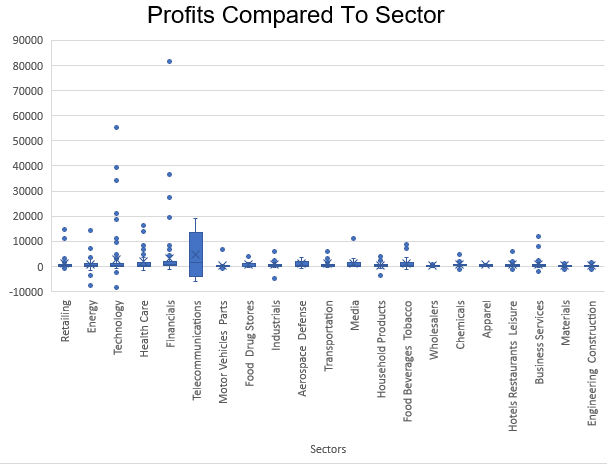 Profits Compared To Sector
90000
80000
70000
60000
50000
40000
30000
20000
10000
0
-10000
Retailing
Energy
Technology
Health Care
Financials
Telecommunications
Motor Vehicles  Parts
Food  Drug Stores
Industrials
Aerospace  Defense
Transportation
Media
Household Products
Food Beverages  Tobacco
Wholesalers
Chemicals
Apparel
Hotels Restaurants  Leisure
Business Services
Materials
Engineering  Construction
Sectors